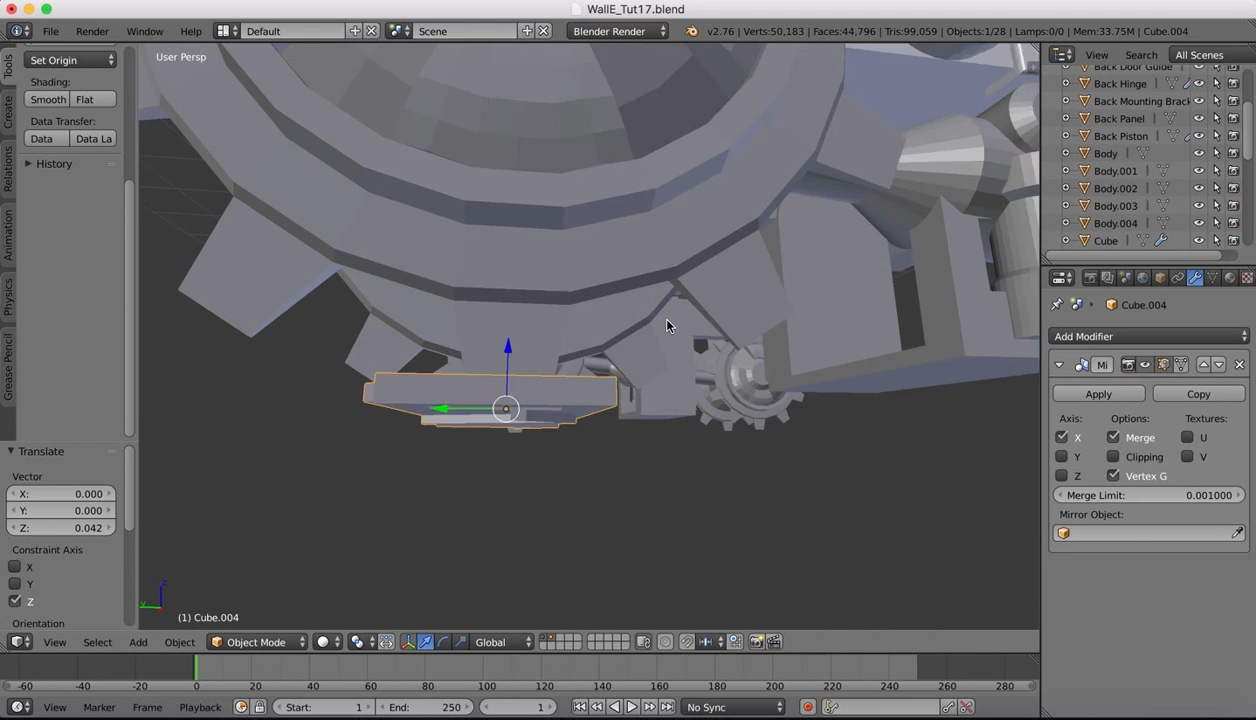 WallE_Tut17.blend
File Render Window Help Default Scene Blender Render v2.76 | Verts:50,183 | Faces:44,796 | Tris:99,059 | Objects:1/28 | Lamps:0/0 | Mem:33.75M | Cube.004
Tools
Create
Relations
Animation
Physics
Grease Pencil
Set Origin
Shading:
Smooth Flat
Data Transfer:
Data Data La
History
Translate
Vector
X: 0.000
Y: 0.000
Z: 0.042
Constraint Axis
X
Y
Z
Orientation
User Persp
(1) Cube.004
z
y
View Search All Scenes
Back Door Guide
Back Hinge
Back Mounting Brack
Back Panel
Back Piston
Body
Body.001
Body.002
Body.003
Body.004
Cube
Cube.004
Add Modifier
Mi
Apply Copy
Axis: Options: Textures:
X Merge U
Y Clipping V
Z Vertex G
Merge Limit: 0.001000
Mirror Object:
View Select Add Object Object Mode Global
-60 -40 -20 0 20 40 60 80 100 120 140 160 180 200 220 240 260 280
View Marker Frame Playback Start: 1 End: 250 1 No Sync